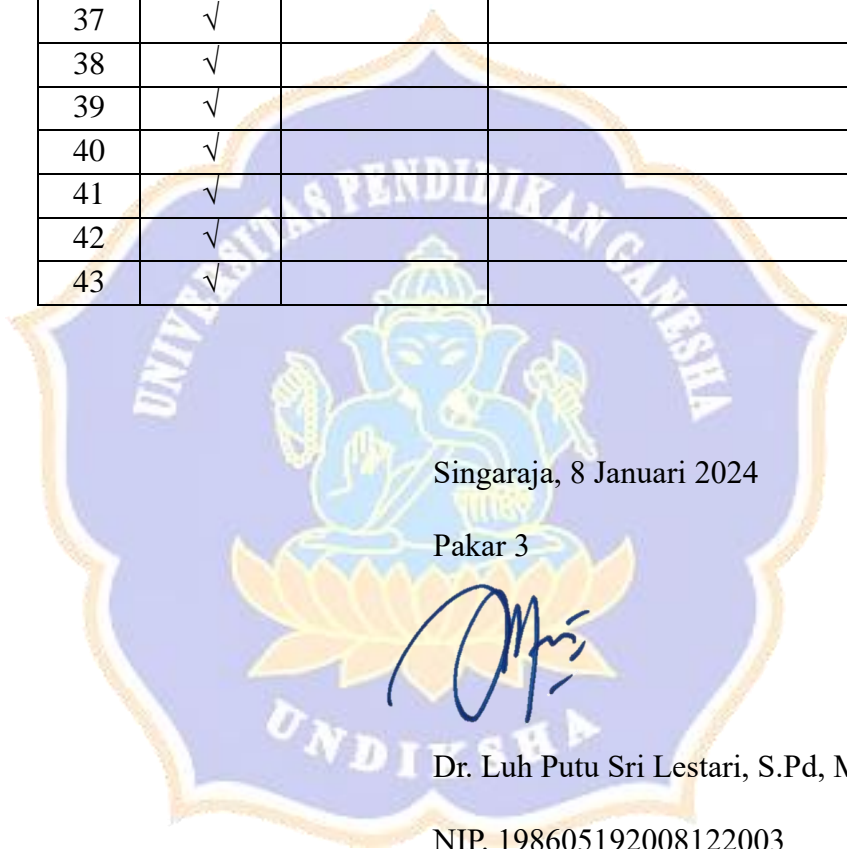 37 √
38 √
39 √
40 √
41 √
42 √
43 √
UNIVERSITAS PENDIDIKAN GANESHA
Singaraja, 8 Januari 2024
Pakar 3
UNDIKSHA
Dr. Luh Putu Sri Lestari, S.Pd,
NIP. 198605192008122003